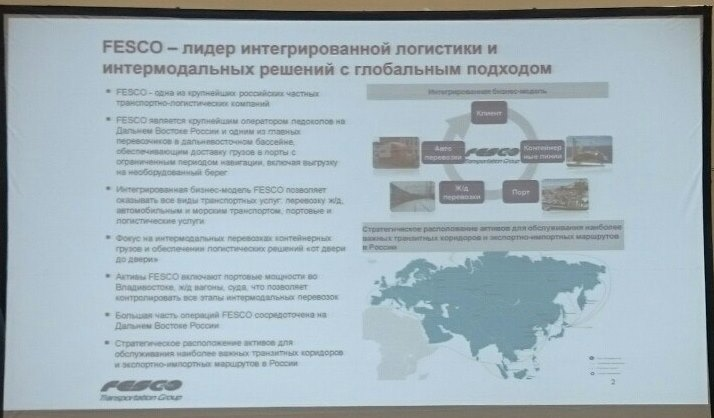 FESCO – лидер интегрированной логистики и
интермодальных решений с глобальным подходом
FESCO - одна из крупнейших российских частных
транспортно-логистических компаний
FESCO является крупнейшим оператором ледоколов на
Дальнем Востоке России и одним из главных
перевозчиков в дальневосточном бассейне,
обеспечивающим доставку грузов в порты с
ограниченным периодом навигации, включая выгрузку
на необорудованный берег
Интегрированная бизнес-модель FESCO позволяет
оказывать все виды транспортных услуг: перевозку ж/д,
автомобильным и морским транспортом, портовые и
логистические услуги
Фокус на интермодальных перевозках контейнерных
грузов и обеспечении логистических решений «от двери
до двери»
Активы FESCO включают портовые мощности во
Владивостоке, ж/д вагоны, суда, что позволяет
контролировать все этапы интермодальных перевозок
Большая часть операций FESCO сосредоточена на
Дальнем Востоке России
Стратегическое расположение активов для
обслуживания наиболее важных транзитных коридоров
и экспортно-импортных маршрутов в России
FESCO
Transportation Group
Интегрированная бизнес-модель
Клиент
Авто
перевозки
FESCO
Transportation Group
Контейнер
ные линии
Ж/д
перевозки
Порт
Стратегическое расположение активов для обслуживания наиболее
важных транзитных коридоров и экспортно-импортных маршрутов
в России
2